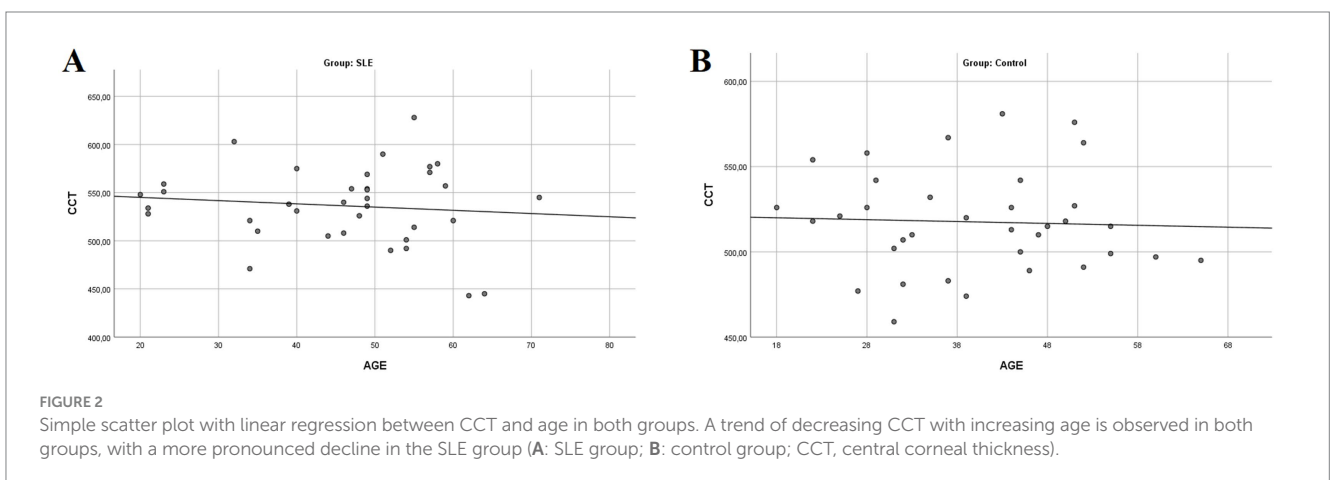 A
Group: SLE
650,00
600,00
550,00
500,00
450,00
400,00
CCT
20 30 40 50 60 70 80
AGE
B
Group: Control
600,00
550,00
500,00
450,00
CCT
18 28 38 48 58 68
AGE
FIGURE 2
Simple scatter plot with linear regression between CCT and age in both groups. A trend of decreasing CCT with increasing age is observed in both
groups, with a more pronounced decline in the SLE group (A: SLE group; B: control group; CCT, central corneal thickness).